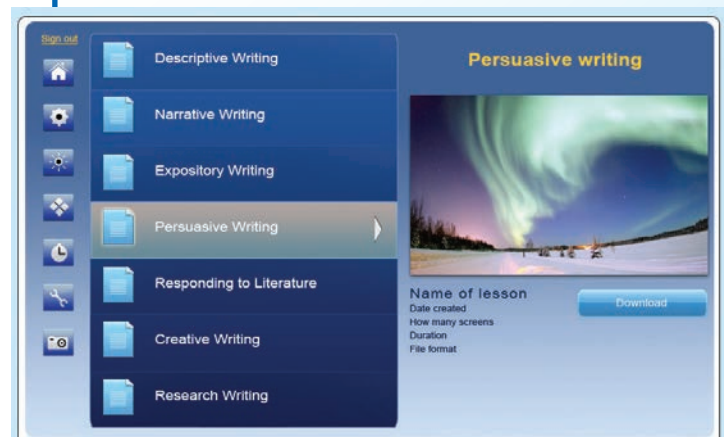 Sign out
Descriptive Writing
Narrative Writing
Expository Writing
Persuasive Writing
Responding to Literature
Creative Writing
Research Writing
Persuasive writing
Name of lesson
Date created
How many screens
Duration
File format
Download